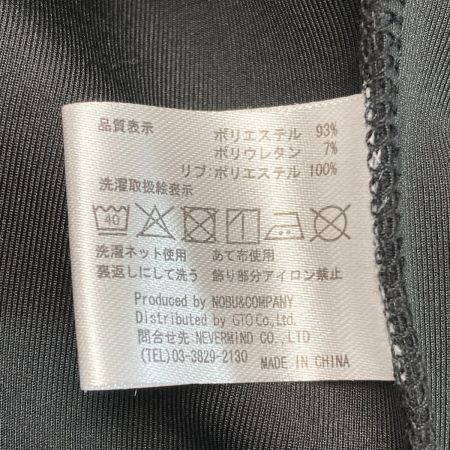 品質表示
ポリエステル 93%
ポリウレタン 7%
リブ:ポリエステル 100%
洗濯取扱絵表示
40
洗濯ネット使用 あて布使用
裏返しにして洗う 飾り部分アイロン禁止
Produced by NOBU&COMPANY
Distributed by GTO Co., Ltd.
問合せ先 NEVERMIND CO.,LTD
(TEL) 03-3829-2130
MADE IN CHINA